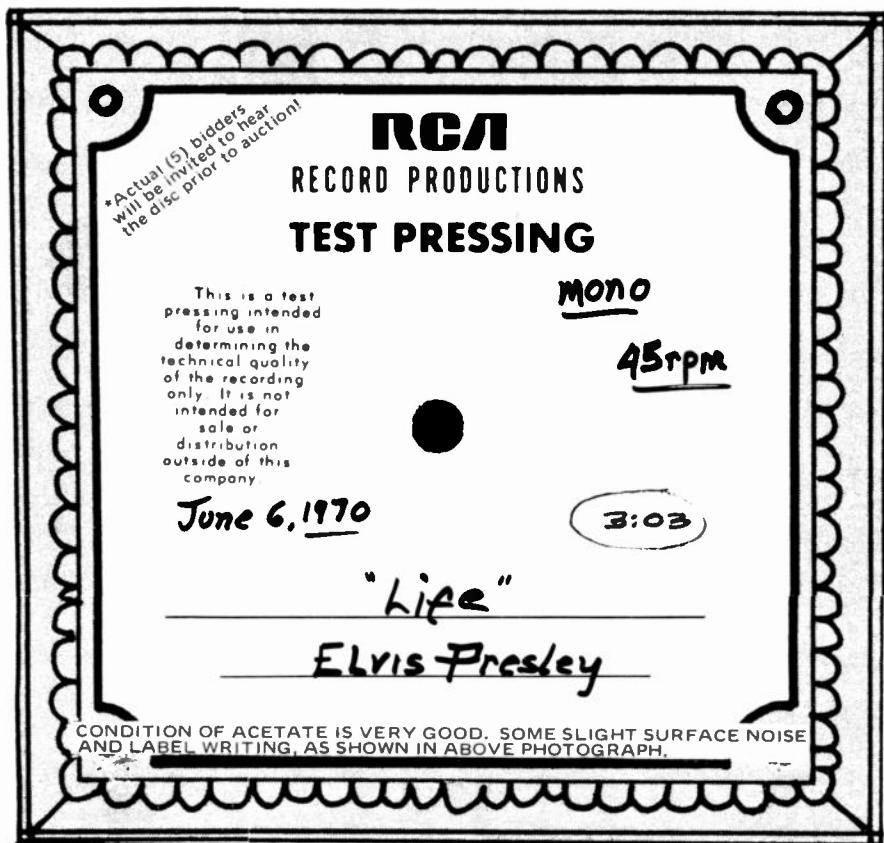 *Actual (5) bidders
will be invited to hear
the disc prior to auction!
RCA
RECORD PRODUCTIONS
TEST PRESSING
This is a test
pressing intended
for use in
determining the
technical quality
of the recording
only. It is not
intended for
sale or
distribution
outside of this
company.
mono
45rpm
June 6, 1970
3:03
"Life"
Elvis Presley
CONDITION OF ACETATE IS VERY GOOD. SOME SLIGHT SURFACE NOISE
AND LABEL WRITING, AS SHOWN IN ABOVE PHOTOGRAPH.